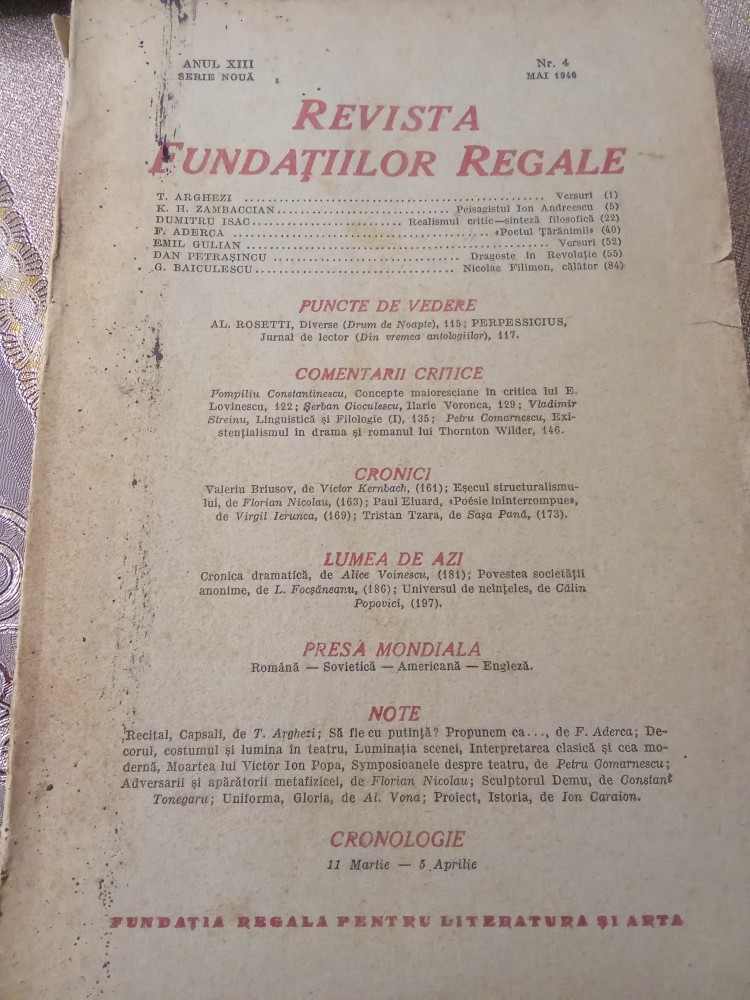 ANUL XIII
SERIE NOUĂ
Nr. 4
MAI 1946
REVISTA
FUNDAȚIILOR REGALE
T. ARGHEZI ........ Versuri (1)
K. H. ZAMBACCIAN ........ Peisagistul Ion Andreescu (5)
DUMITRU ISAC ........ Realismul critic—sinteză filosofică (22)
F. ADERCA ........ «Poetul Țărănimii» (40)
EMIL GULIAN ........ Versuri (52)
DAN PETRAȘINCU ........ Dragoste în Revoluție (55)
G. BAICULESCU ........ Nicolae Filimon, călător (84)
PUNCTE DE VEDERE
AL. ROSETTI, Diverse (Drum de Noapte), 115; PERPESSICIUS,
Jurnal de lector (Din vremea antologiilor), 117.
COMENTARII CRITICE
Pompiliu Constantinescu, Concepte maioresciane în critica lui E.
Lovinescu, 122; Șerban Cioculescu, Ilarie Voronca, 129; Vladimir
Streinu, Linguistică și Filologie (I), 135; Petru Comarnescu, Exi-
stențialismul în drama și romanul lui Thornton Wilder, 146.
CRONICI
Valeriu Briusov, de Victor Kernbach, (161); Eșecul structuralismu-
lui, de Florian Nicolau, (163); Paul Eluard, «Poésie ininterrompue»,
de Virgil Ierunca, (169); Tristan Tzara, de Sașa Pană, (173).
LUMEA DE AZI
Cronica dramatică, de Alice Voinescu, (181); Povestea societății
anonime, de L. Focșăneanu, (186); Universul de neînțeles, de Călin
Popovici, (197).
PRESA MONDIALA
Română — Sovietică — Americană — Engleză.
NOTE
Recital, Capsali, de T. Arghezi; Să fie cu putință? Propunem ca..., de F. Aderca; De-
corul, costumul și lumina în teatru, Luminația scenei, Interpretarea clasică și cea mo-
dernă, Moartea lui Victor Ion Popa, Symposioanele despre teatru, de Petru Comarnescu;
Adversarii și apărătorii metafizicei, de Florian Nicolau; Sculptorul Demu, de Constant
Tonegaru; Uniforma, Gloria, de Al. Vona; Proiect, Istoria, de Ion Caraion.
CRONOLOGIE
11 Martie — 5 Aprilie
FUNDAȚIA REGALA PENTRU LITERATURA ȘI ARTA